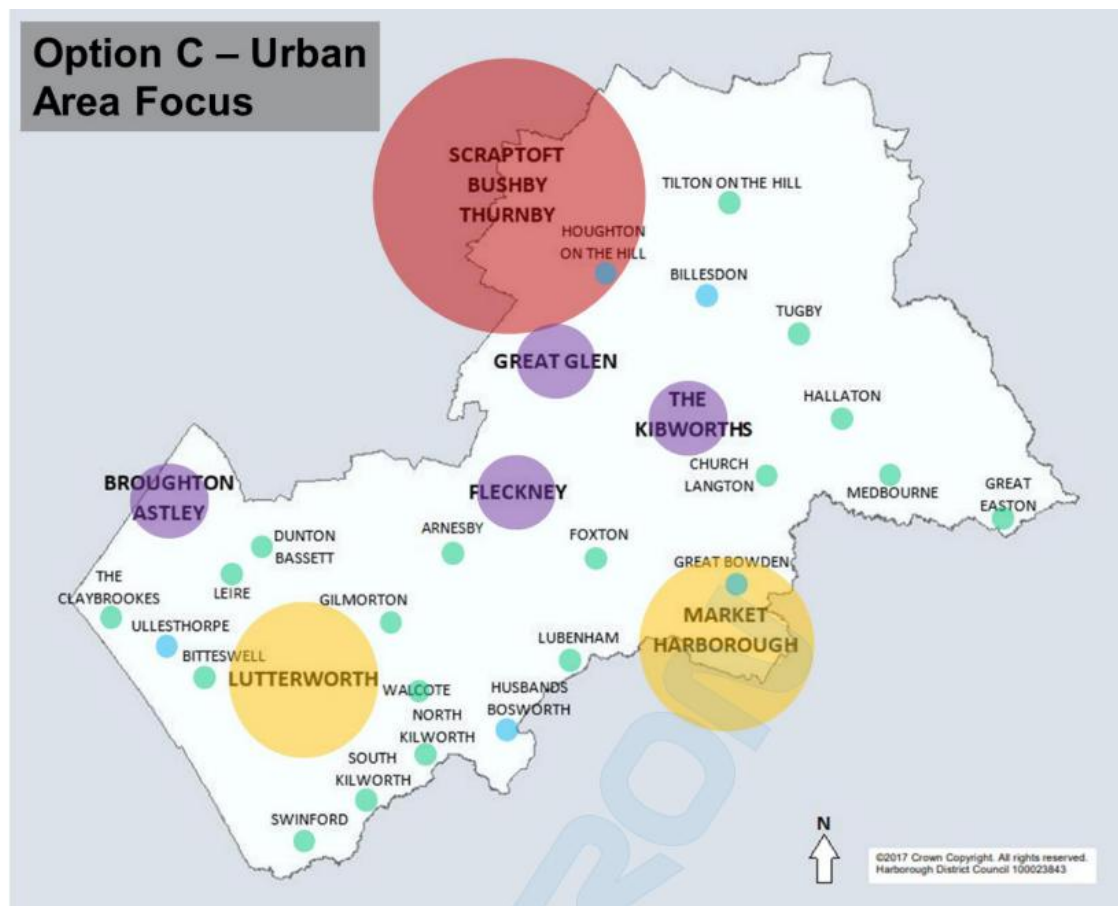 Option C – Urban
Area Focus
SCRAPTOFT
BUSHBY
THURNBY
TILTON ON THE HILL
HOUGHTON
ON THE HILL
BILLESDON
TUGBY
GREAT GLEN
THE
KIBWORTHS
HALLATON
CHURCH
LANGTON
MEDBOURNE
GREAT
EASTON
BROUGHTON
ASTLEY
FLECKNEY
ARNESBY
FOXTON
DUNTON
BASSETT
LEIRE
THE
CLAYBROOKES
ULLESTHORPE
BITTESWELL
GILMORTON
GREAT BOWDEN
MARKET
HARBOROUGH
LUBENHAM
LUTTERWORTH
WALCOTE
HUSBANDS
BOSWORTH
NORTH
KILWORTH
SOUTH
KILWORTH
SWINFORD
N
©2017 Crown Copyright. All rights reserved.
Harborough District Council 100023843